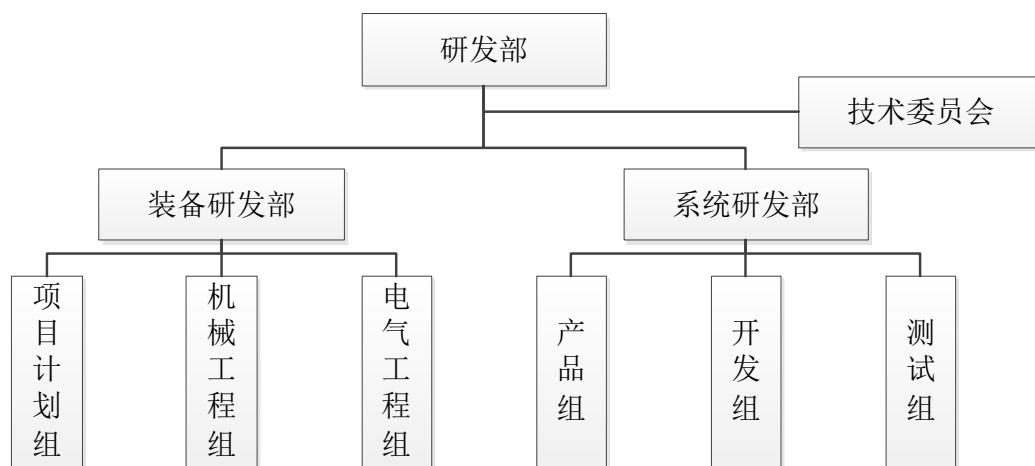 研发部
技术委员会
装备研发部
系统研发部
项目计划组
机械工程组
电气工程组
产品组
开发组
测试组